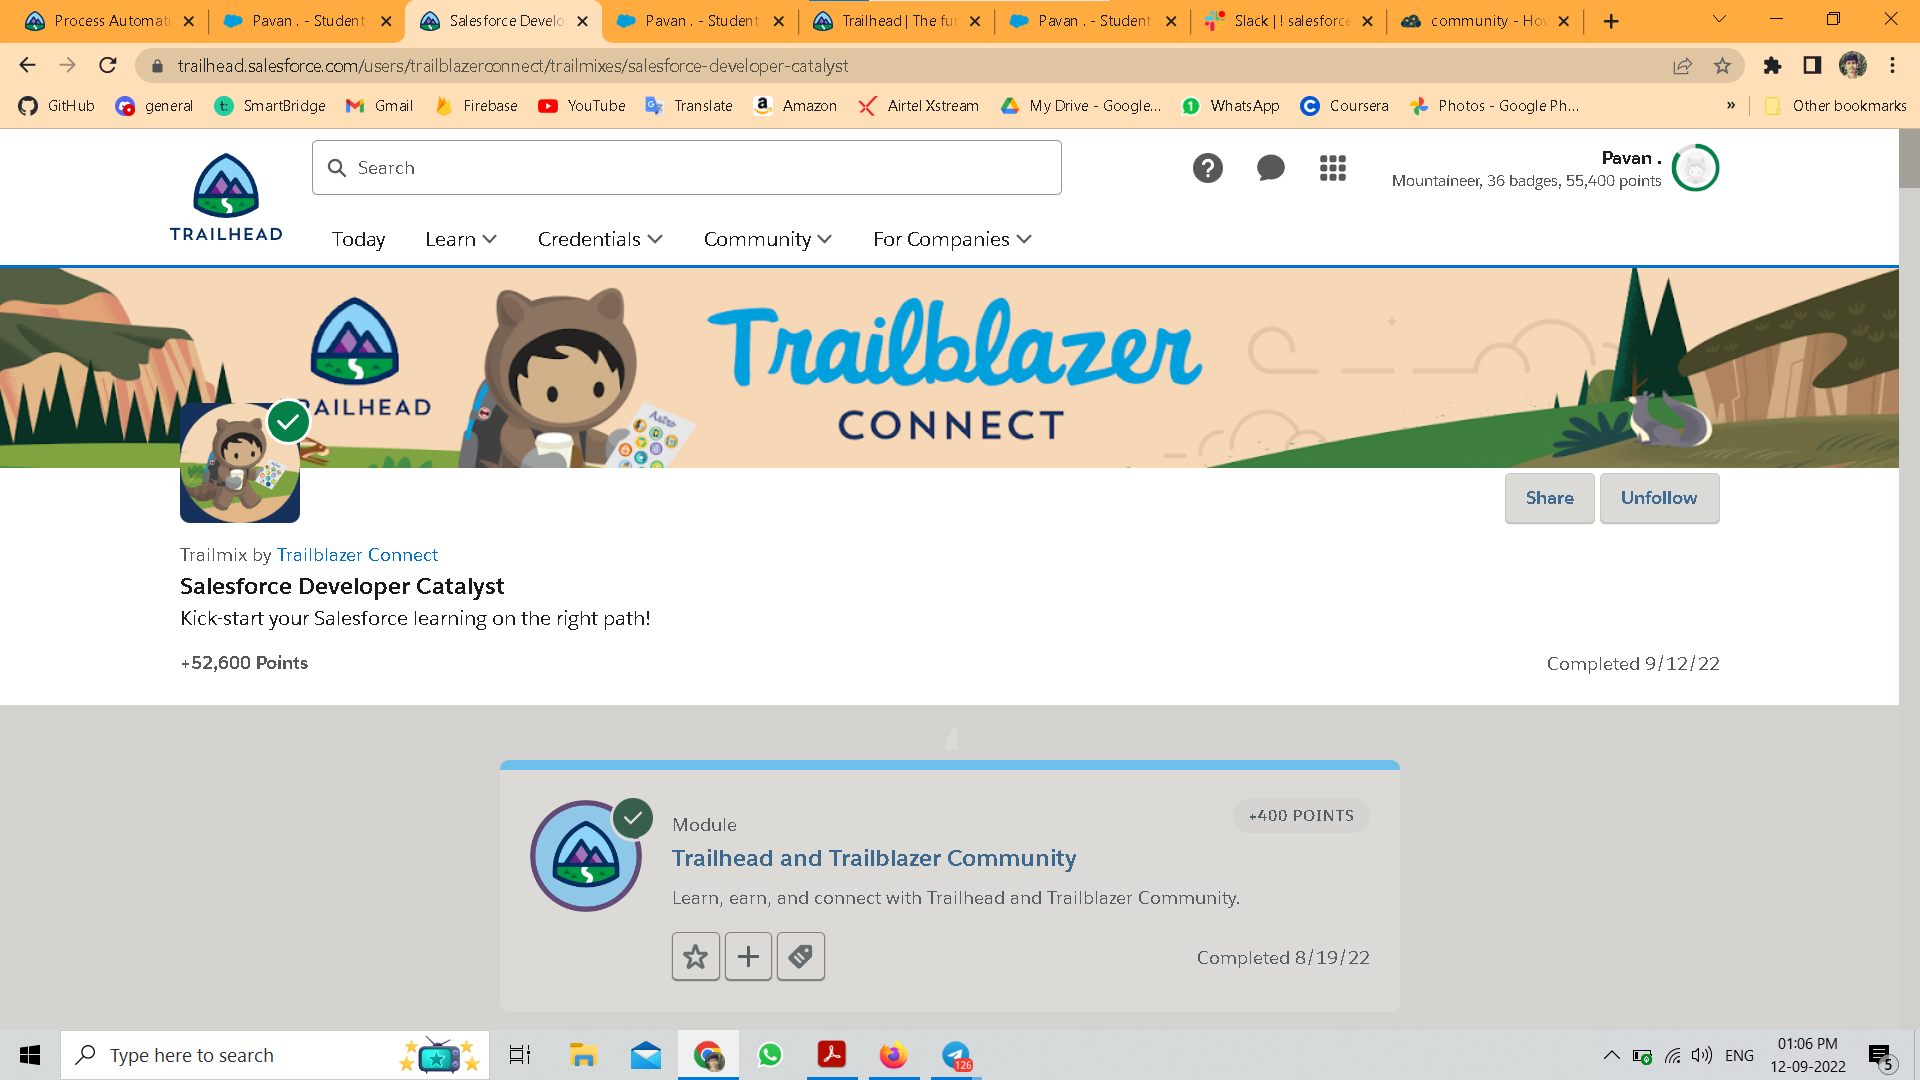 Process Automati
Pavan . - Student
Salesforce Develo
Pavan . - Student
Trailhead | The fun
Pavan . - Student
Slack | ! salesforce
community - How
trailhead.salesforce.com/users/trailblazerconnect/trailmixes/salesforce-developer-catalyst
GitHub
general
SmartBridge
Gmail
Firebase
YouTube
Translate
Amazon
Airtel Xstream
My Drive - Google...
WhatsApp
Coursera
Photos - Google Ph...
»
Other bookmarks
TRAILHEAD
Search
Pavan .
Mountaineer, 36 badges, 55,400 points
Today
Learn
Credentials
Community
For Companies
RAILHEAD
Astro
Trailblazer
CONNECT
Share
Unfollow
Trailmix by Trailblazer Connect
Salesforce Developer Catalyst
Kick-start your Salesforce learning on the right path!
+52,600 Points
Completed 9/12/22
Module
+400 POINTS
Trailhead and Trailblazer Community
Learn, earn, and connect with Trailhead and Trailblazer Community.
Completed 8/19/22
Type here to search
126
ENG
01:06 PM
12-09-2022
5